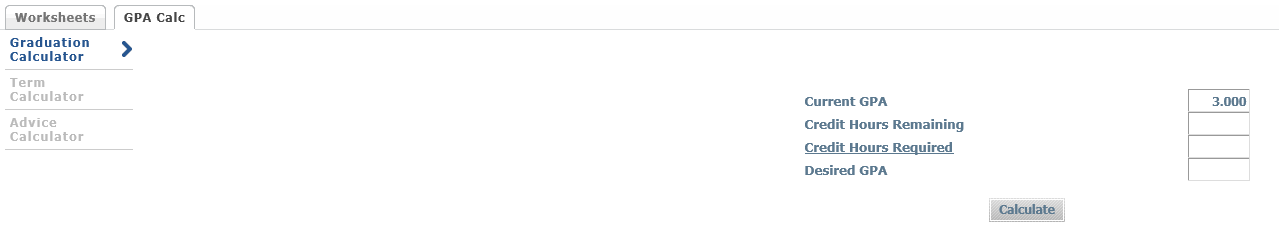 Worksheets
GPA Calc
Graduation
Calculator
Term
Calculator
Advice
Calculator
Current GPA 3.000
Credit Hours Remaining
Credit Hours Required
Desired GPA
Calculate